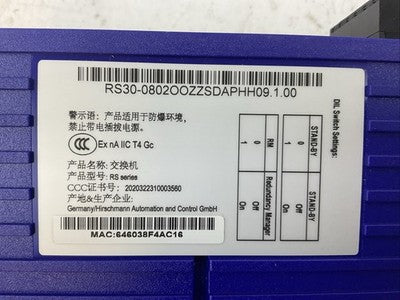 RS30-0802OOZZSDAPHH09.1.00
警示语：产品适用于防爆环境，
禁止带电插拔电源。
CCC Ex nA IIC T4 Gc
产品名称：交换机
产品型号：RS series
CCC证书号：2020322310003560
产地&生产企业：
Germany/Hirschmann Automation and Control GmbH
MAC:646038F4AC16
DIL Switch Settings:
STAND-BY STAND-BY
0 Off
1 On
RM Redundancy Manager
0 Off
1 On